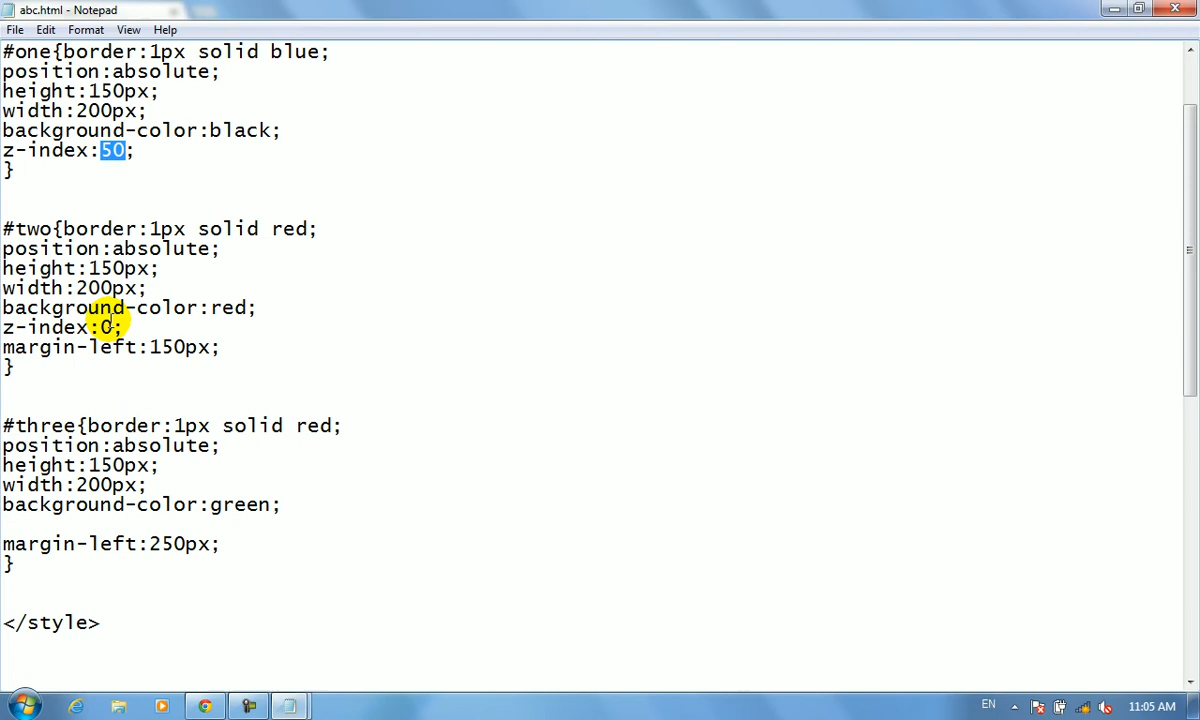 abc.html - Notepad
File Edit Format View Help
#one{border:1px solid blue;
position:absolute;
height:150px;
width:200px;
background-color:black;
z-index:50;
}
#two{border:1px solid red;
position:absolute;
height:150px;
width:200px;
background-color:red;
z-index:0;
margin-left:150px;
}
#three{border:1px solid red;
position:absolute;
height:150px;
width:200px;
background-color:green;
margin-left:250px;
}
</style>
EN 11:05 AM